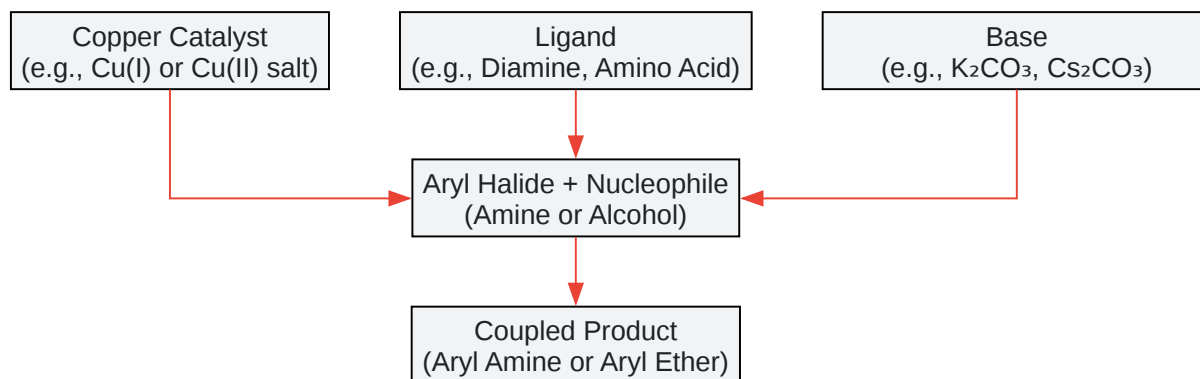 Copper Catalyst
(e.g., Cu(I) or Cu(II) salt)
Ligand
(e.g., Diamine, Amino Acid)
Base
(e.g., K₂CO₃, Cs₂CO₃)
Aryl Halide + Nucleophile
(Amine or Alcohol)
Coupled Product
(Aryl Amine or Aryl Ether)